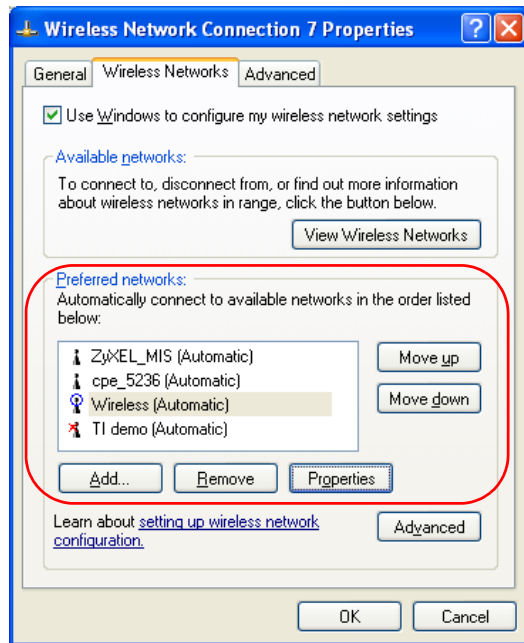 Wireless Network Connection 7 Properties
General Wireless Networks Advanced
Use Windows to configure my wireless network settings
Available networks:
To connect to, disconnect from, or find out more information
about wireless networks in range, click the button below.
View Wireless Networks
Preferred networks:
Automatically connect to available networks in the order listed
below:
ZyXEL_MIS (Automatic)
cpe_5236 (Automatic)
Wireless (Automatic)
TI demo (Automatic)
Move up
Move down
Add... Remove Properties
Learn about setting up wireless network
configuration.
Advanced
OK Cancel